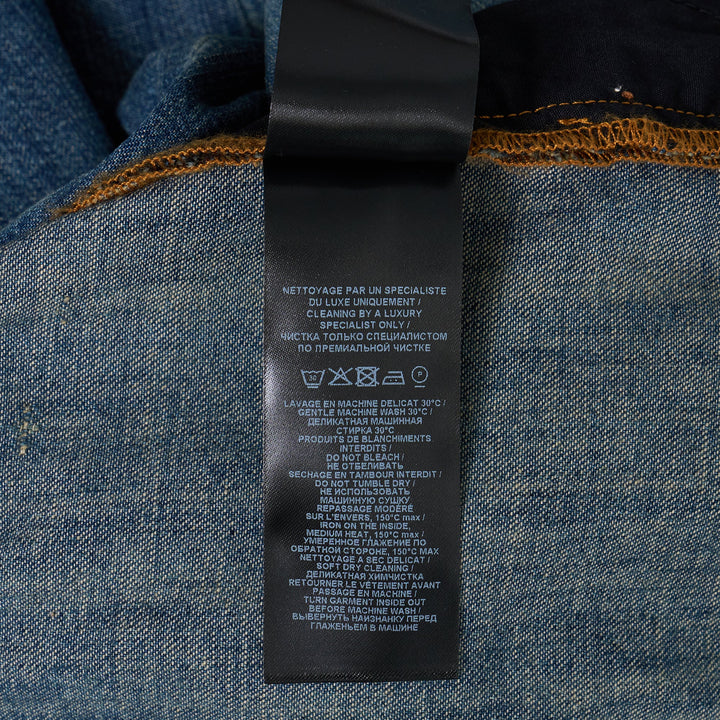 NETTOYAGE PAR UN SPECIALISTE
DU LUXE UNIQUEMENT /
CLEANING BY A LUXURY
SPECIALIST ONLY /
ЧИСТКА ТОЛЬКО СПЕЦИАЛИСТОМ
ПО ПРЕМИАЛЬНОЙ ЧИСТКЕ
30 P
LAVAGE EN MACHINE DELICAT 30°C /
GENTLE MACHINE WASH 30°C /
ДЕЛИКАТНАЯ МАШИННАЯ
СТИРКА 30°C
PRODUITS DE BLANCHIMENTS
INTERDITS /
DO NOT BLEACH /
НЕ ОТБЕЛИВАТЬ
SECHAGE EN TAMBOUR INTERDIT /
DO NOT TUMBLE DRY /
НЕ ИСПОЛЬЗОВАТЬ
МАШИННУЮ СУШКУ
REPASSAGE MODÉRÉ
SUR L'ENVERS, 150°C max /
IRON ON THE INSIDE,
MEDIUM HEAT, 150°C max /
УМЕРЕННОЕ ГЛАЖЕНИЕ ПО
ОБРАТНОЙ СТОРОНЕ, 150°C MAX
NETTOYAGE A SEC DELICAT /
SOFT DRY CLEANING /
ДЕЛИКАТНАЯ ХИМЧИСТКА
RETOURNER LE VÊTEMENT AVANT
PASSAGE EN MACHINE /
TURN GARMENT INSIDE OUT
BEFORE MACHINE WASH /
ВЫВЕРНУТЬ НАИЗНАНКУ ПЕРЕД
ГЛАЖЕНЬЕМ В МАШИНЕ